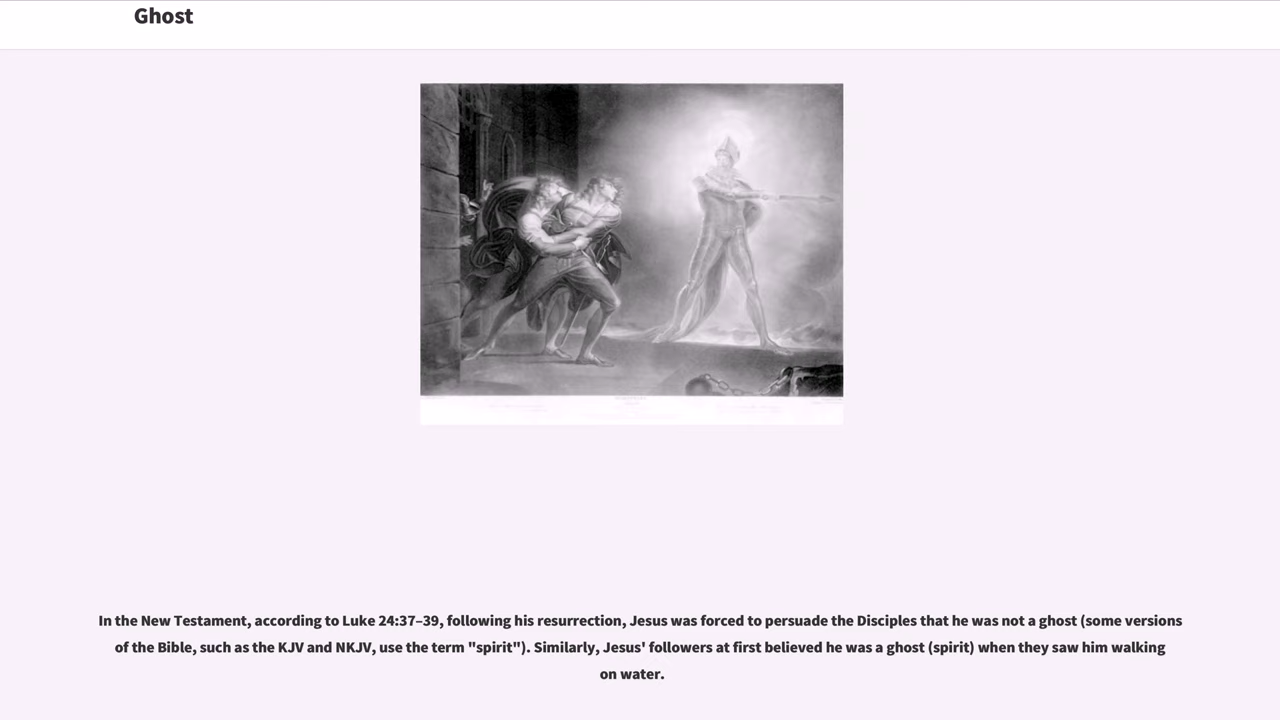 Ghost
In the New Testament, according to Luke 24:37–39, following his resurrection, Jesus was forced to persuade the Disciples that he was not a ghost (some versions
of the Bible, such as the KJV and NKJV, use the term "spirit"). Similarly, Jesus' followers at first believed he was a ghost (spirit) when they saw him walking
on water.